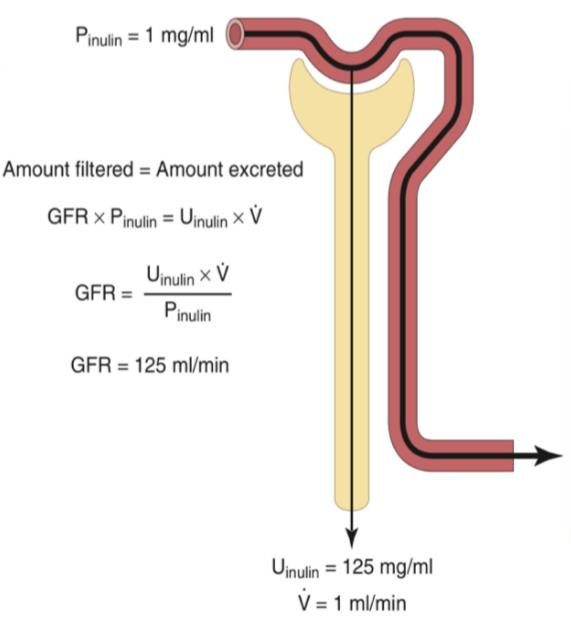 Pinulin = 1 mg/ml
Amount filtered = Amount excreted
GFR × Pinulin = Uinulin × V̇
GFR = Uinulin × V̇
Pinulin
GFR = 125 ml/min
Uinulin = 125 mg/ml
V̇ = 1 ml/min